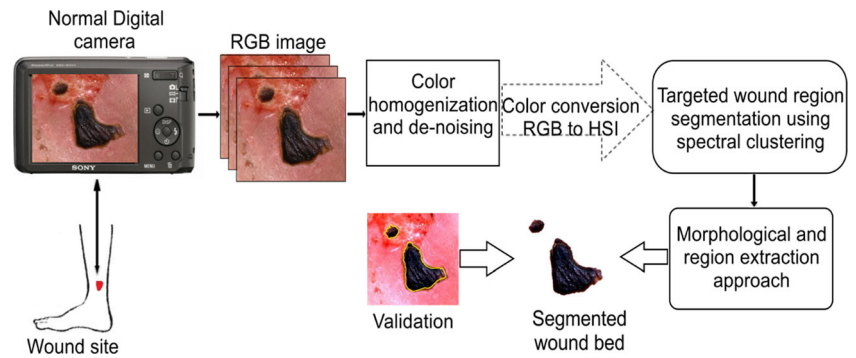 Normal Digital
camera
SONY
MENU
DISP
RGB image
Color
homogenization
and de-noising
Color conversion
RGB to HSI
Targeted wound region
segmentation using
spectral clustering
Morphological and
region extraction
approach
Segmented
wound bed
Validation
Wound site